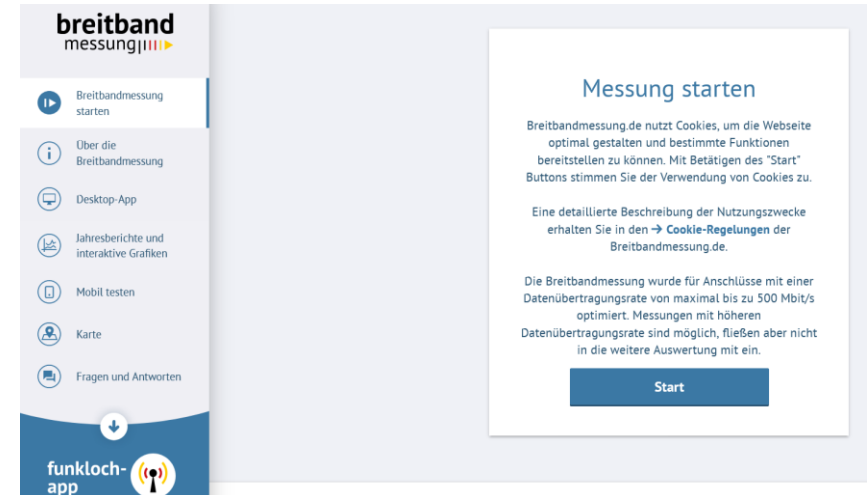 breitband
messung
Breitbandmessung
starten
Über die
Breitbandmessung
Desktop-App
Jahresberichte und
interaktive Grafiken
Mobil testen
Karte
Fragen und Antworten
funkloch-
app
Messung starten
Breitbandmessung.de nutzt Cookies, um die Webseite
optimal gestalten und bestimmte Funktionen
bereitstellen zu können. Mit Betätigen des "Start"
Buttons stimmen Sie der Verwendung von Cookies zu.
Eine detaillierte Beschreibung der Nutzungszwecke
erhalten Sie in den → Cookie-Regelungen der
Breitbandmessung.de.
Die Breitbandmessung wurde für Anschlüsse mit einer
Datenübertragungsrate von maximal bis zu 500 Mbit/s
optimiert. Messungen mit höheren
Datenübertragungsrate sind möglich, fließen aber nicht
in die weitere Auswertung mit ein.
Start